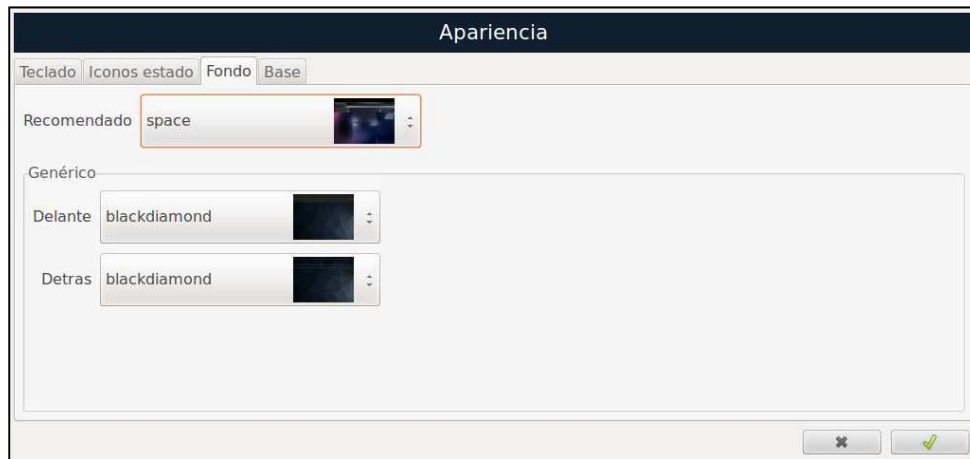 Apariencia
Teclado Iconos estado Fondo Base
Recomendado space
Genérico
Delante blackdiamond
Detras blackdiamond